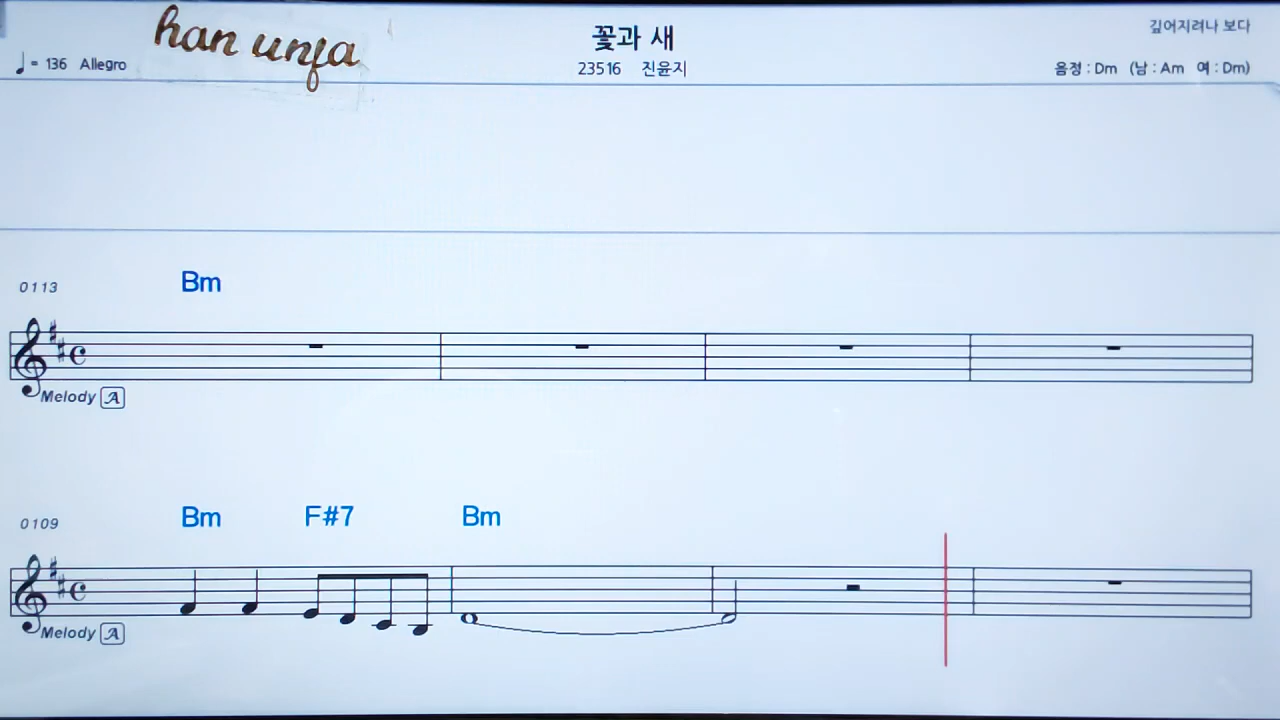 han unja
꽃과 새
깊어지려나 보다
♩= 136 Allegro
23516 진윤지
음정 : Dm (남 : Am 여 : Dm)
0113
Bm
Melody A
0109
Bm F#7 Bm
Melody A